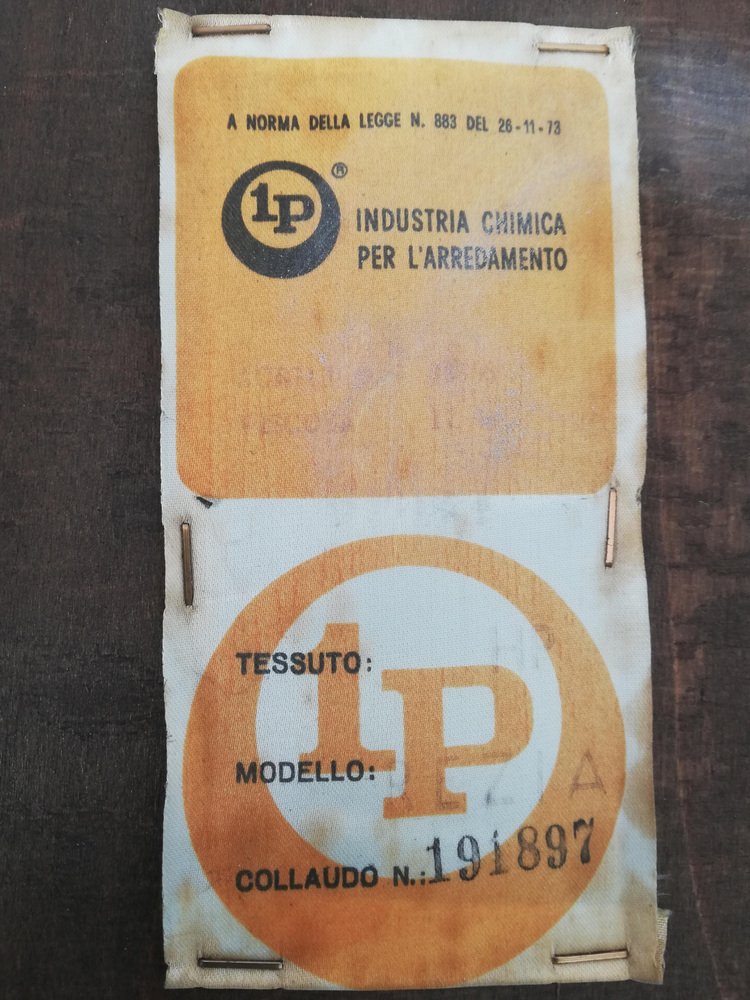 A NORMA DELLA LEGGE N. 883 DEL 26-11-73
1P ®
INDUSTRIA CHIMICA
PER L'ARREDAMENTO
1P
TESSUTO:
MODELLO:
COLLAUDO N.: 191897